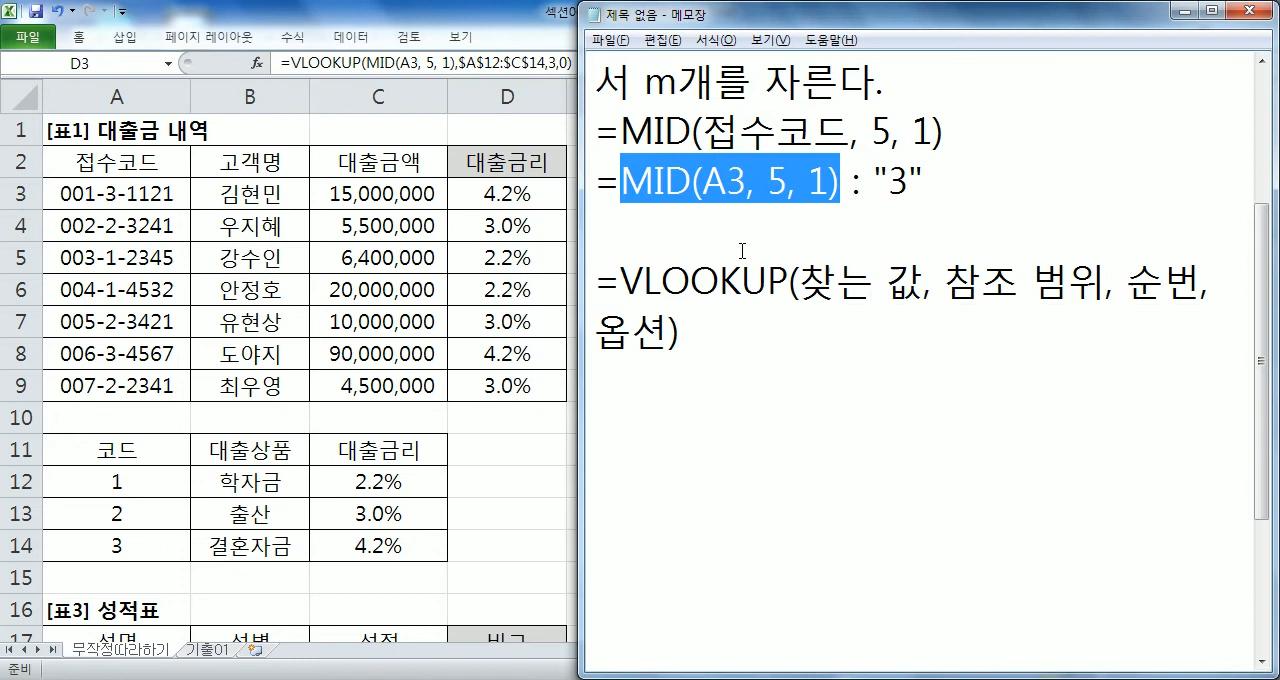 섹션0
파일 홈 삽입 페이지 레이아웃 수식 데이터 검토 보기
D3 fx =VLOOKUP(MID(A3, 5, 1),$A$12:$C$14,3,0)
A B C D
1 [표1] 대출금 내역
2 접수코드 고객명 대출금액 대출금리
3 001-3-1121 김현민 15,000,000 4.2%
4 002-2-3241 우지혜 5,500,000 3.0%
5 003-1-2345 강수인 6,400,000 2.2%
6 004-1-4532 안정호 20,000,000 2.2%
7 005-2-3421 유현상 10,000,000 3.0%
8 006-3-4567 도야지 90,000,000 4.2%
9 007-2-2341 최우영 4,500,000 3.0%
10
11 코드 대출상품 대출금리
12 1 학자금 2.2%
13 2 출산 3.0%
14 3 결혼자금 4.2%
15
16 [표3] 성적표
17 성명 성별 성적 비고
무작정따라하기 기출01
준비
제목 없음 - 메모장
파일(F) 편집(E) 서식(O) 보기(V) 도움말(H)
서 m개를 자른다.
=MID(접수코드, 5, 1)
=MID(A3, 5, 1) : "3"
=VLOOKUP(찾는 값, 참조 범위, 순번,
옵션)